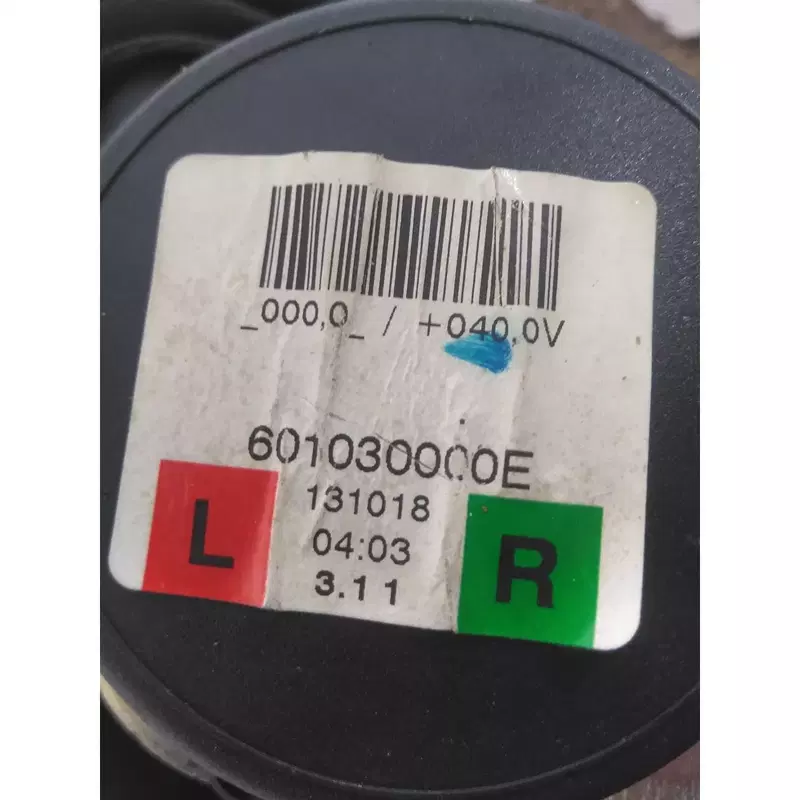 _000,0_ / +040,0V
601030000E
131018
L
04:03
R
3.11